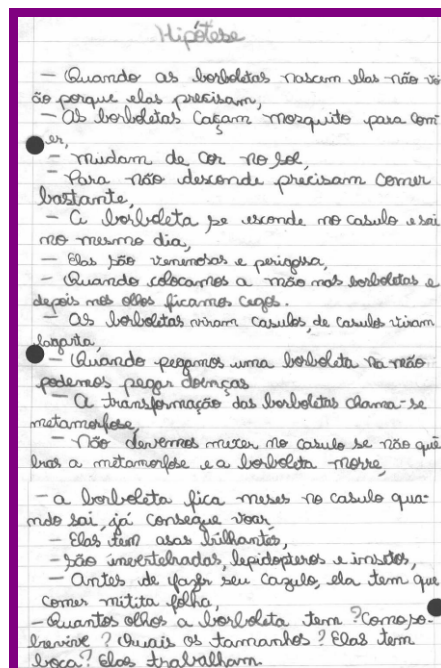 Hipótese
— Quando as borboletas nascem elas não vo
ão porque elas precisam,
— As borboletas caçam mozquito para com
er,
— mudam de cor no sol,
— Para não desconde precisam comer
bastante,
— A borboleta se esconde no casulo e sai
no mesmo dia,
— Elas são venenosas e perigosa,
— Quando colocamos a mão nas borboletas e
depois nos olhos ficamos cegos.
— As borboletas viram casulos, de casulos viram
lagarta,
— Quando pegamos uma borboleta na mão
podemos pegar doenças
— A transformação das borboletas chama-se
metamorfose,
— Não devemos mexer no casulo se não que
bras a metamorfose e a borboleta morre,
— a borboleta fica meses no casulo qua-
ndo sai, já consegue voar,
— Elas tem asas brilhantes,
— São invertebradas, lepidopteros e insetos,
— Antes de fazer seu cazulo, ela tem que
comer mitita folha,
— Quantos olhos a borboleta tem? Como so-
brevive? Quais os tamanhos? Elas tem
boca? Elas trabalham